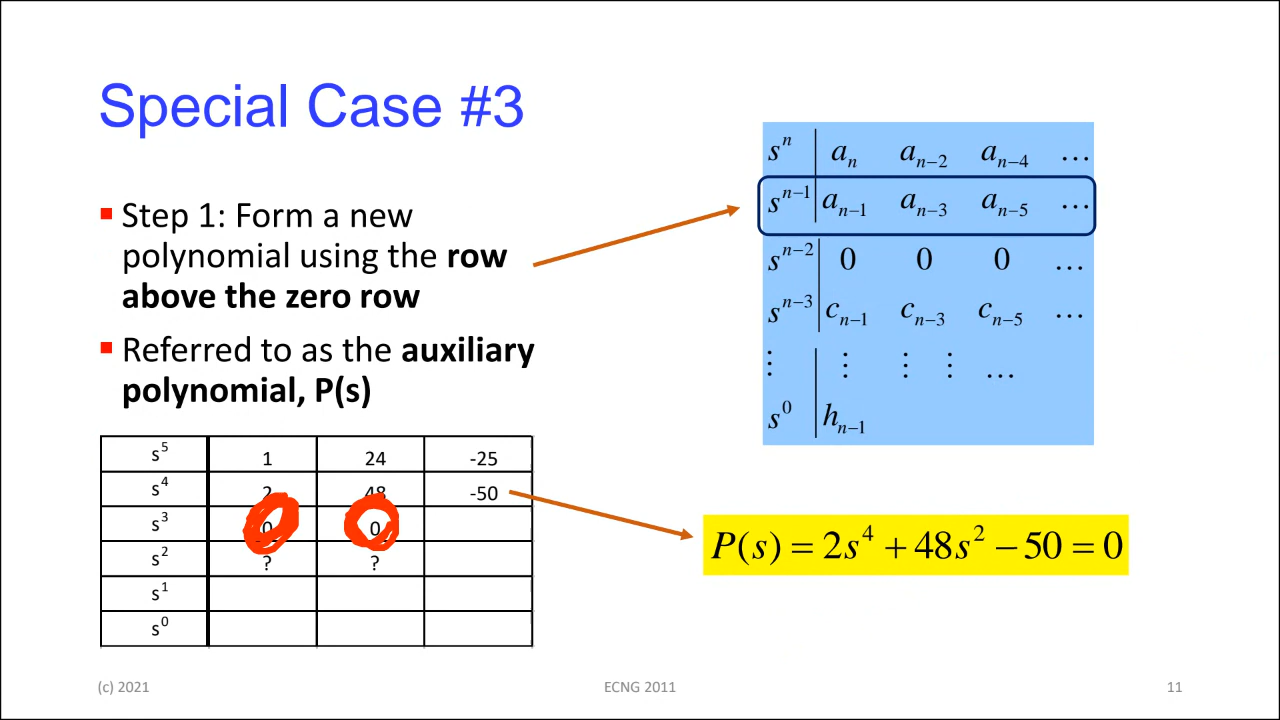 Special Case #3
▪ Step 1: Form a new
polynomial using the row
above the zero row
▪ Referred to as the auxiliary
polynomial, P(s)
sⁿ | aₙ aₙ₋₂ aₙ₋₄ …
sⁿ⁻¹ | aₙ₋₁ aₙ₋₃ aₙ₋₅ …
sⁿ⁻² | 0 0 0 …
sⁿ⁻³ | cₙ₋₁ cₙ₋₃ cₙ₋₅ …
⋮ | ⋮ ⋮ ⋮ …
s⁰ | hₙ₋₁
s⁵ 1 24 -25
s⁴ 2 48 -50
s³ 0 0
s² ? ?
s¹
s⁰
P(s) = 2s⁴ + 48s² − 50 = 0
(c) 2021 ECNG 2011 11